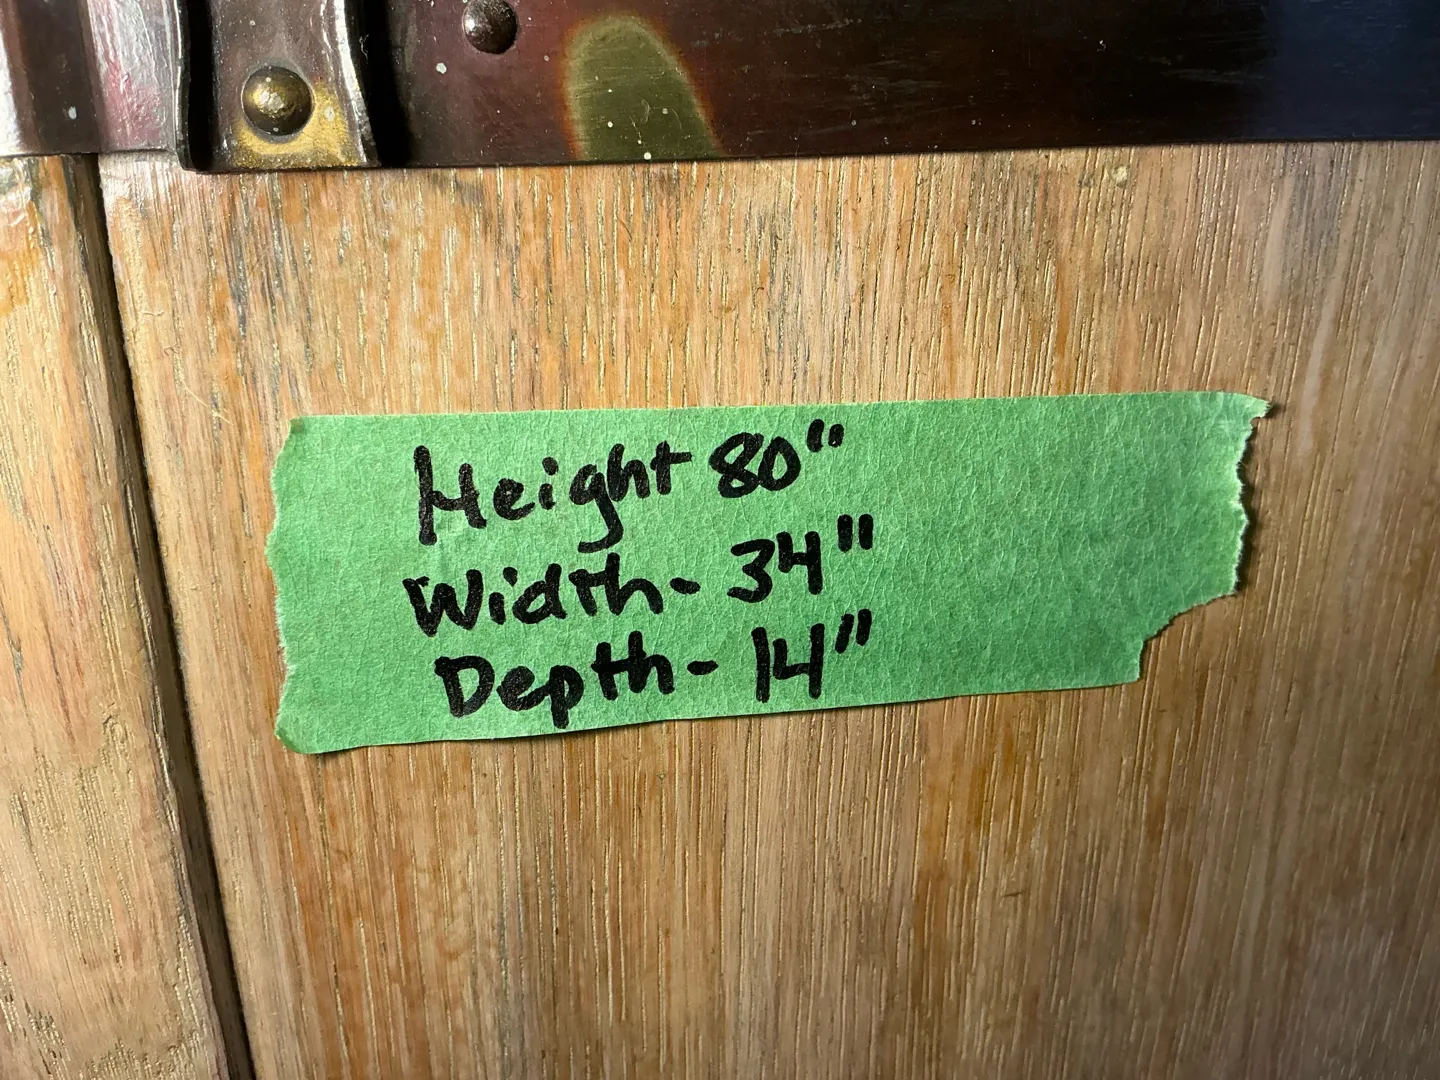 Height 80"
Width- 34"
Depth- 14"